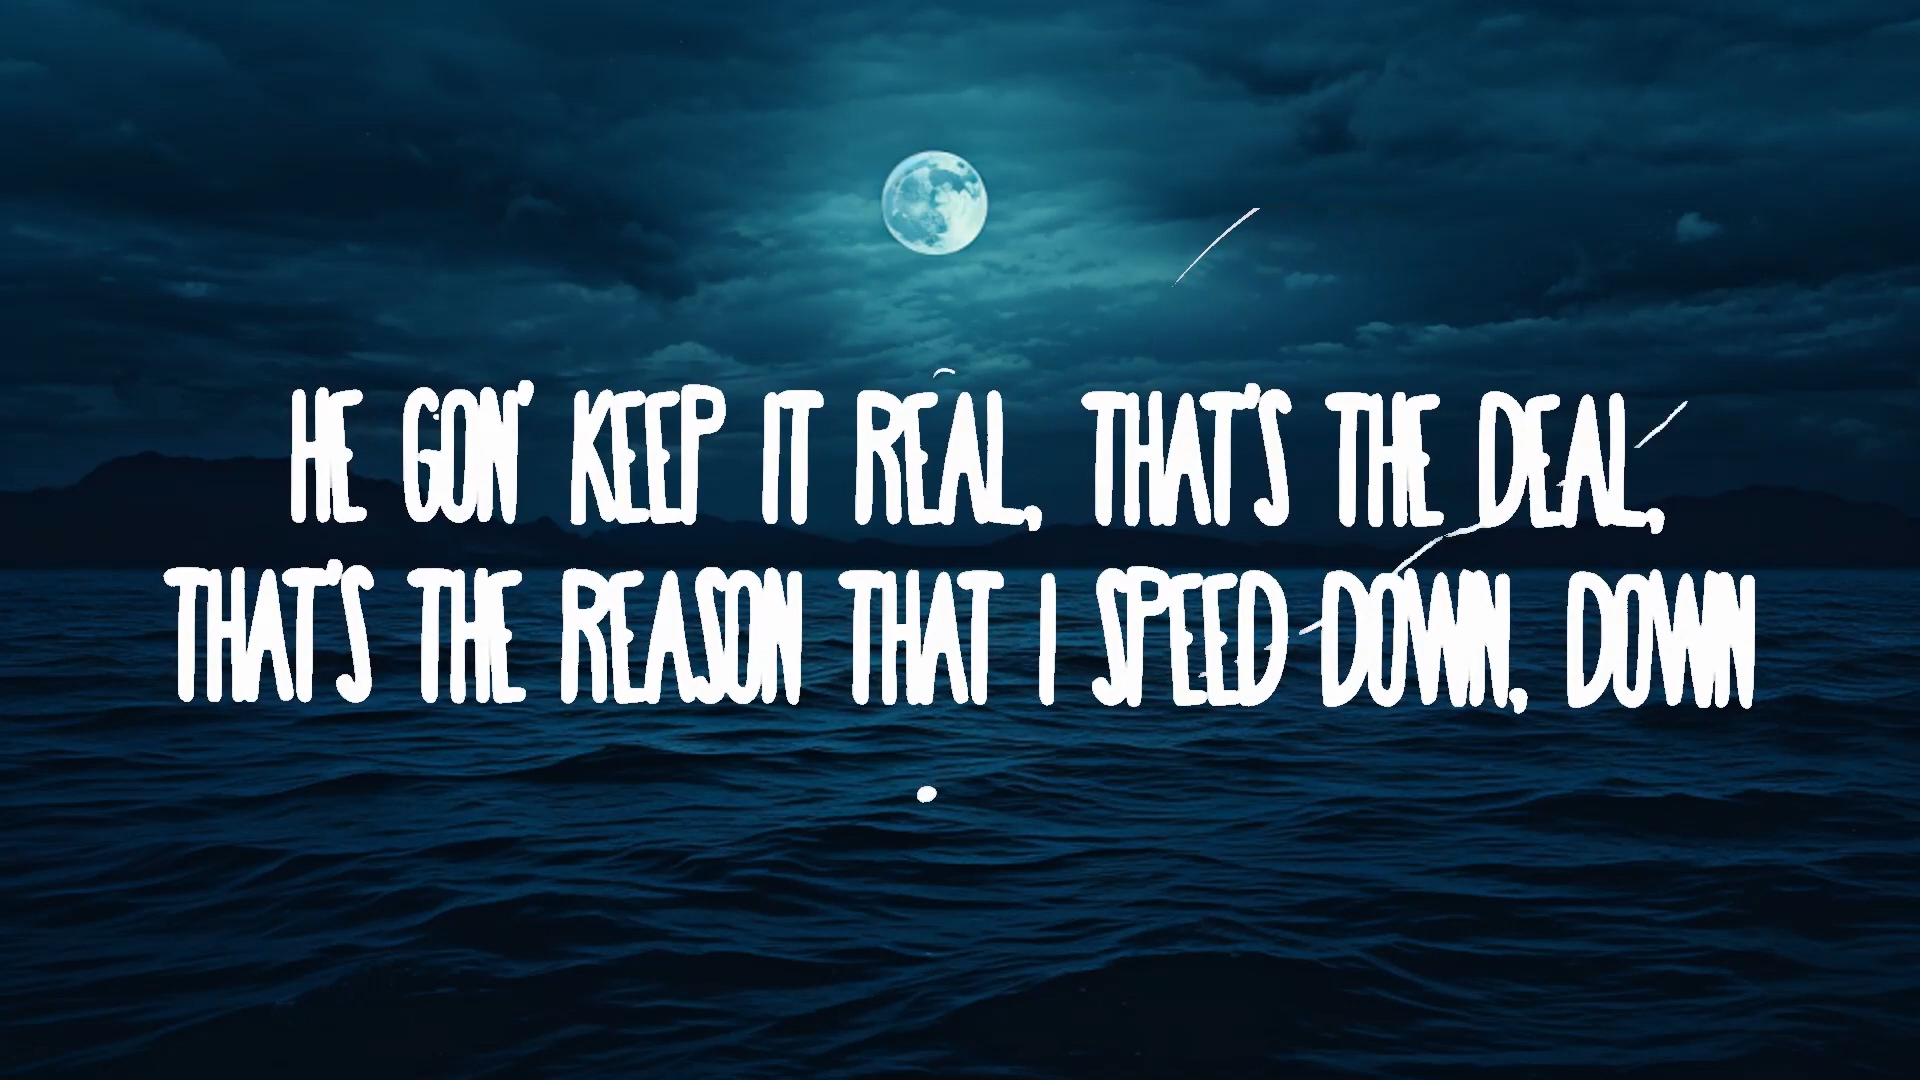 HE GON' KEEP IT REAL, THAT'S THE DEAL,
THAT'S THE REASON THAT I SPEED DOWN, DOWN